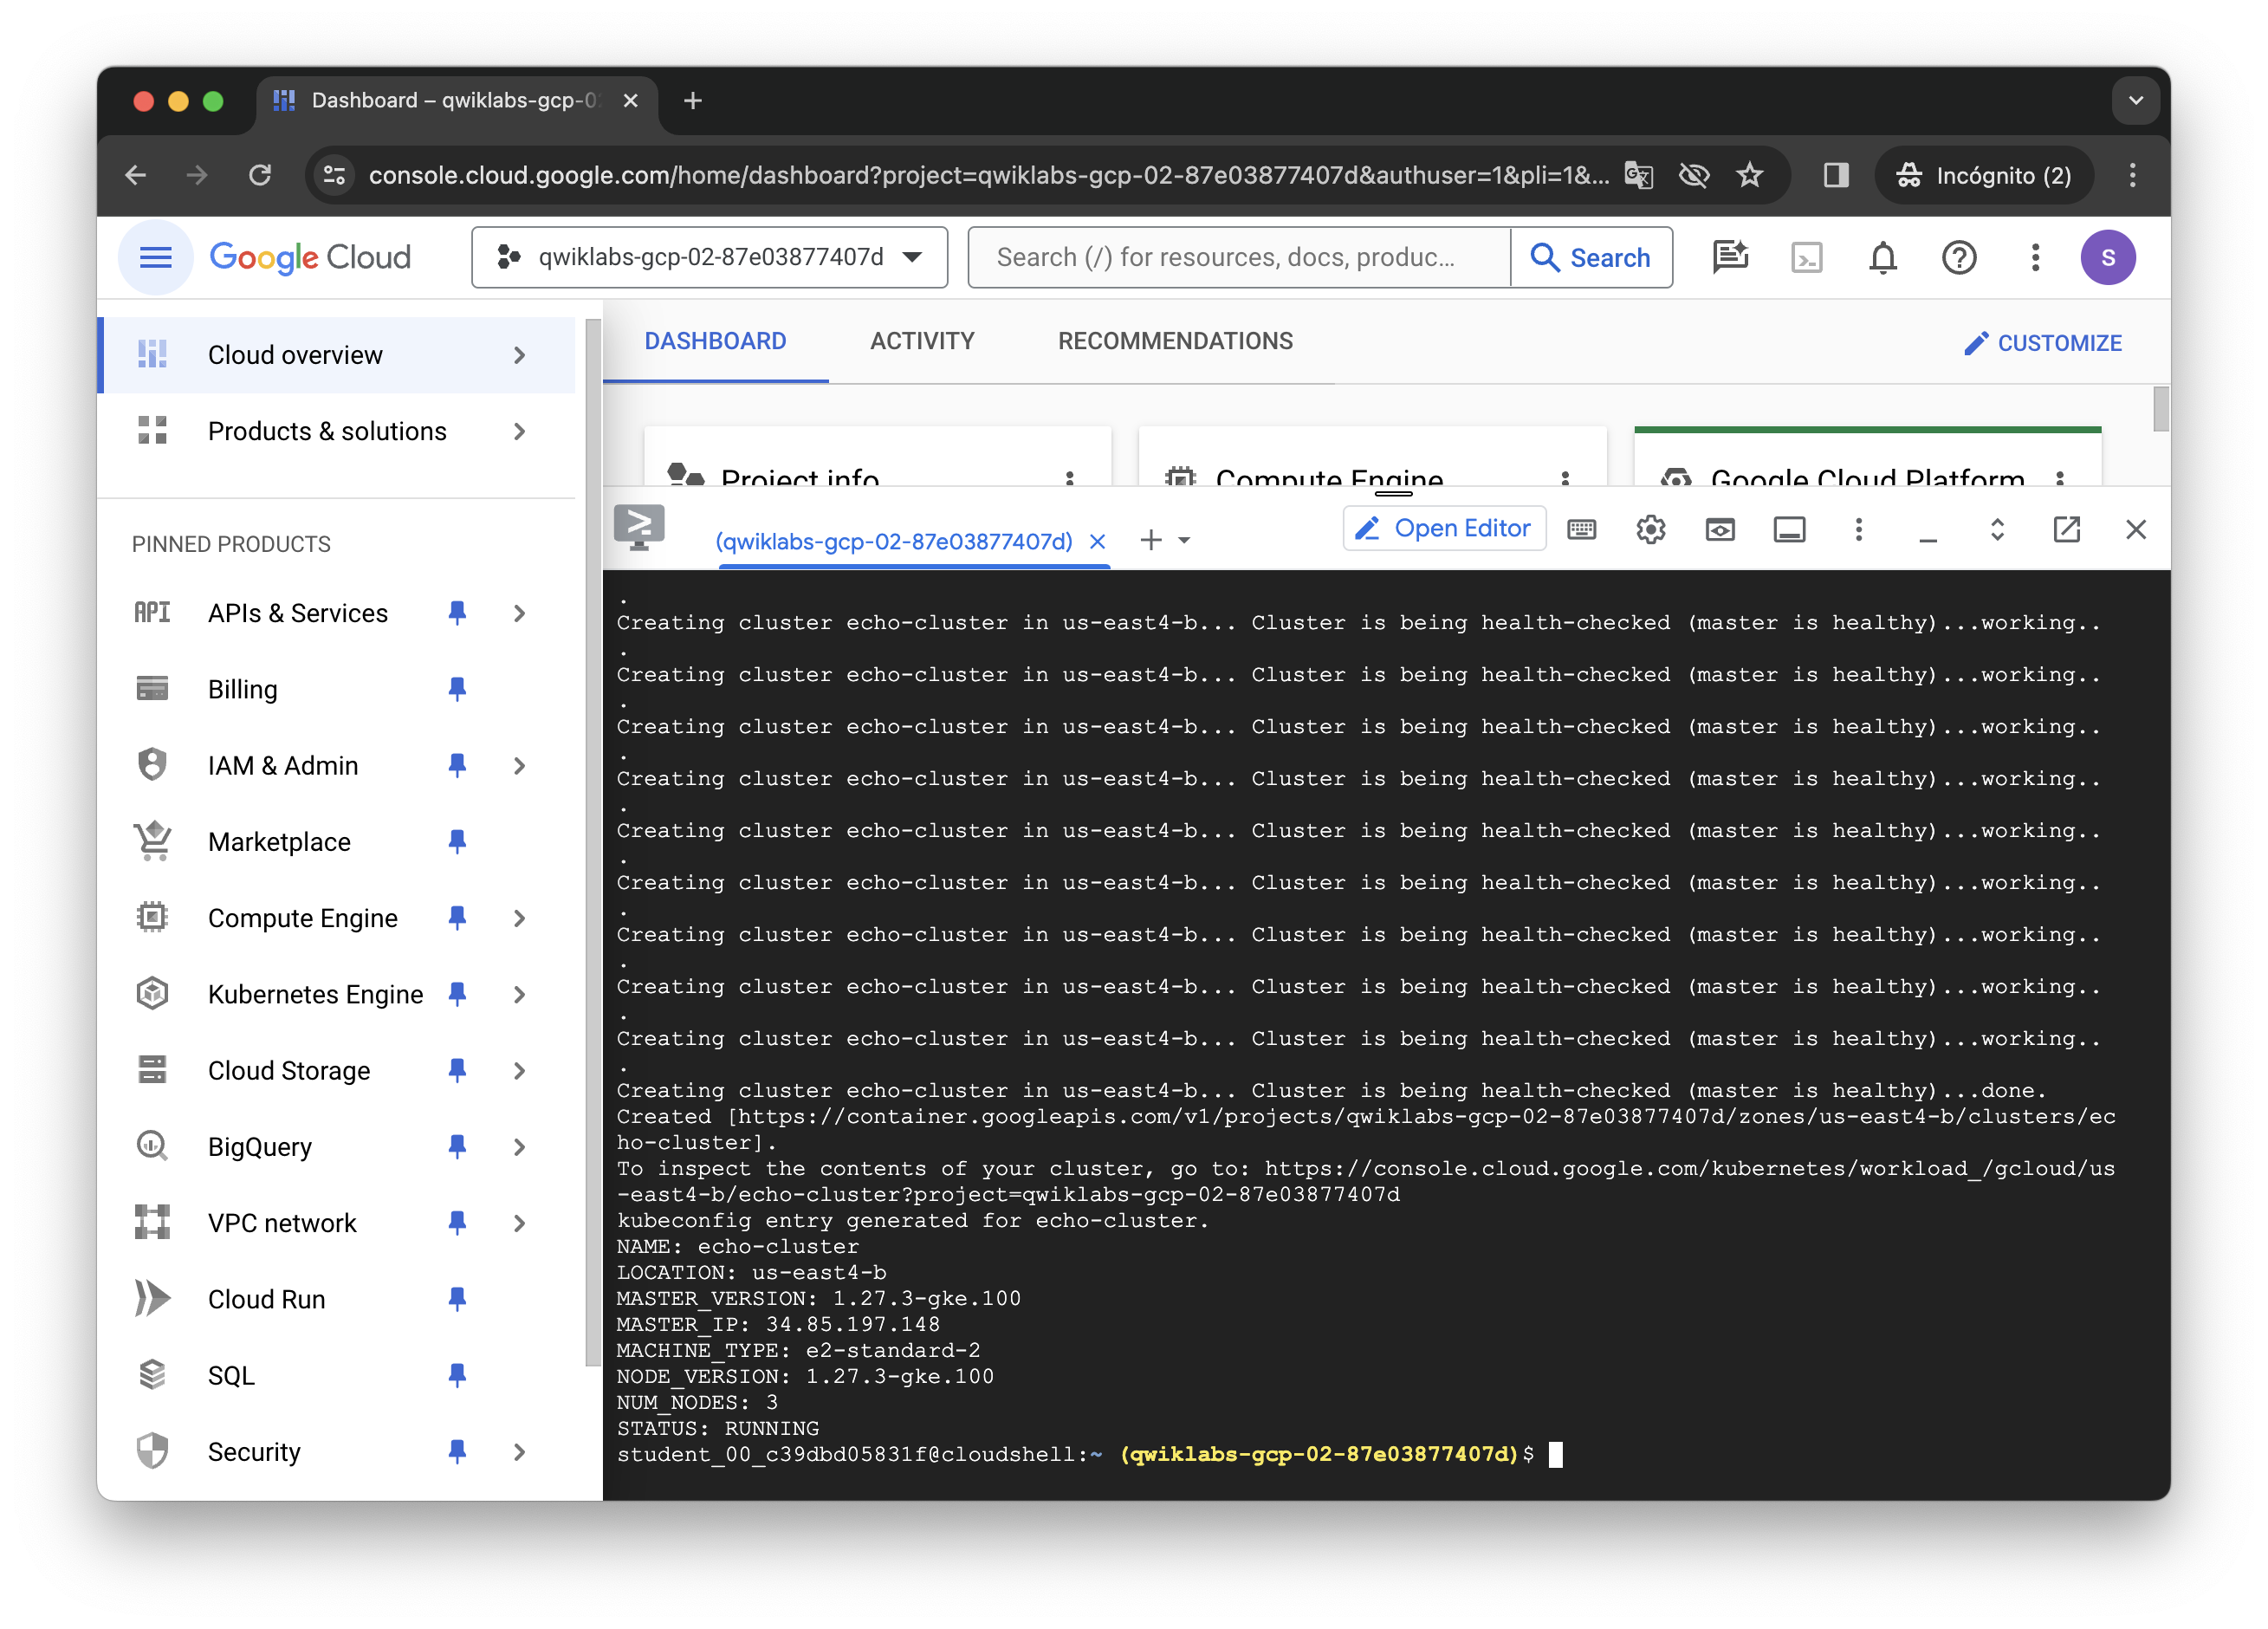 Dashboard – qwiklabs-gcp-0
console.cloud.google.com/home/dashboard?project=qwiklabs-gcp-02-87e03877407d&authuser=1&pli=1&...
Incógnito (2)
Google Cloud
qwiklabs-gcp-02-87e03877407d
Search (/) for resources, docs, produc...
Search
S
Cloud overview
Products & solutions
PINNED PRODUCTS
API APIs & Services
Billing
IAM & Admin
Marketplace
Compute Engine
Kubernetes Engine
Cloud Storage
BigQuery
VPC network
Cloud Run
SQL
Security
DASHBOARD
ACTIVITY
RECOMMENDATIONS
CUSTOMIZE
Project info
Compute Engine
Google Cloud Platform
(qwiklabs-gcp-02-87e03877407d)
Open Editor
.
Creating cluster echo-cluster in us-east4-b... Cluster is being health-checked (master is healthy)...working..
.
Creating cluster echo-cluster in us-east4-b... Cluster is being health-checked (master is healthy)...working..
.
Creating cluster echo-cluster in us-east4-b... Cluster is being health-checked (master is healthy)...working..
.
Creating cluster echo-cluster in us-east4-b... Cluster is being health-checked (master is healthy)...working..
.
Creating cluster echo-cluster in us-east4-b... Cluster is being health-checked (master is healthy)...working..
.
Creating cluster echo-cluster in us-east4-b... Cluster is being health-checked (master is healthy)...working..
.
Creating cluster echo-cluster in us-east4-b... Cluster is being health-checked (master is healthy)...working..
.
Creating cluster echo-cluster in us-east4-b... Cluster is being health-checked (master is healthy)...working..
.
Creating cluster echo-cluster in us-east4-b... Cluster is being health-checked (master is healthy)...working..
.
Creating cluster echo-cluster in us-east4-b... Cluster is being health-checked (master is healthy)...done.
Created [https://container.googleapis.com/v1/projects/qwiklabs-gcp-02-87e03877407d/zones/us-east4-b/clusters/ec
ho-cluster].
To inspect the contents of your cluster, go to: https://console.cloud.google.com/kubernetes/workload_/gcloud/us
-east4-b/echo-cluster?project=qwiklabs-gcp-02-87e03877407d
kubeconfig entry generated for echo-cluster.
NAME: echo-cluster
LOCATION: us-east4-b
MASTER_VERSION: 1.27.3-gke.100
MASTER_IP: 34.85.197.148
MACHINE_TYPE: e2-standard-2
NODE_VERSION: 1.27.3-gke.100
NUM_NODES: 3
STATUS: RUNNING
student_00_c39dbd05831f@cloudshell:~ (qwiklabs-gcp-02-87e03877407d)$